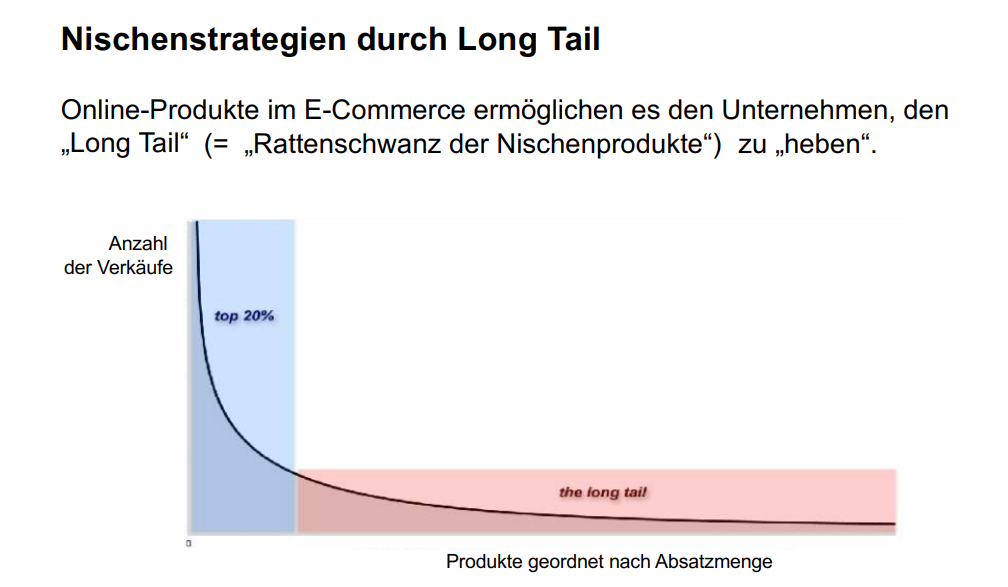 Nischenstrategien durch Long Tail
Online-Produkte im E-Commerce ermöglichen es den Unternehmen, den
„Long Tail“ (= „Rattenschwanz der Nischenprodukte“) zu „heben“.
Anzahl
der Verkäufe
top 20%
the long tail
Produkte geordnet nach Absatzmenge